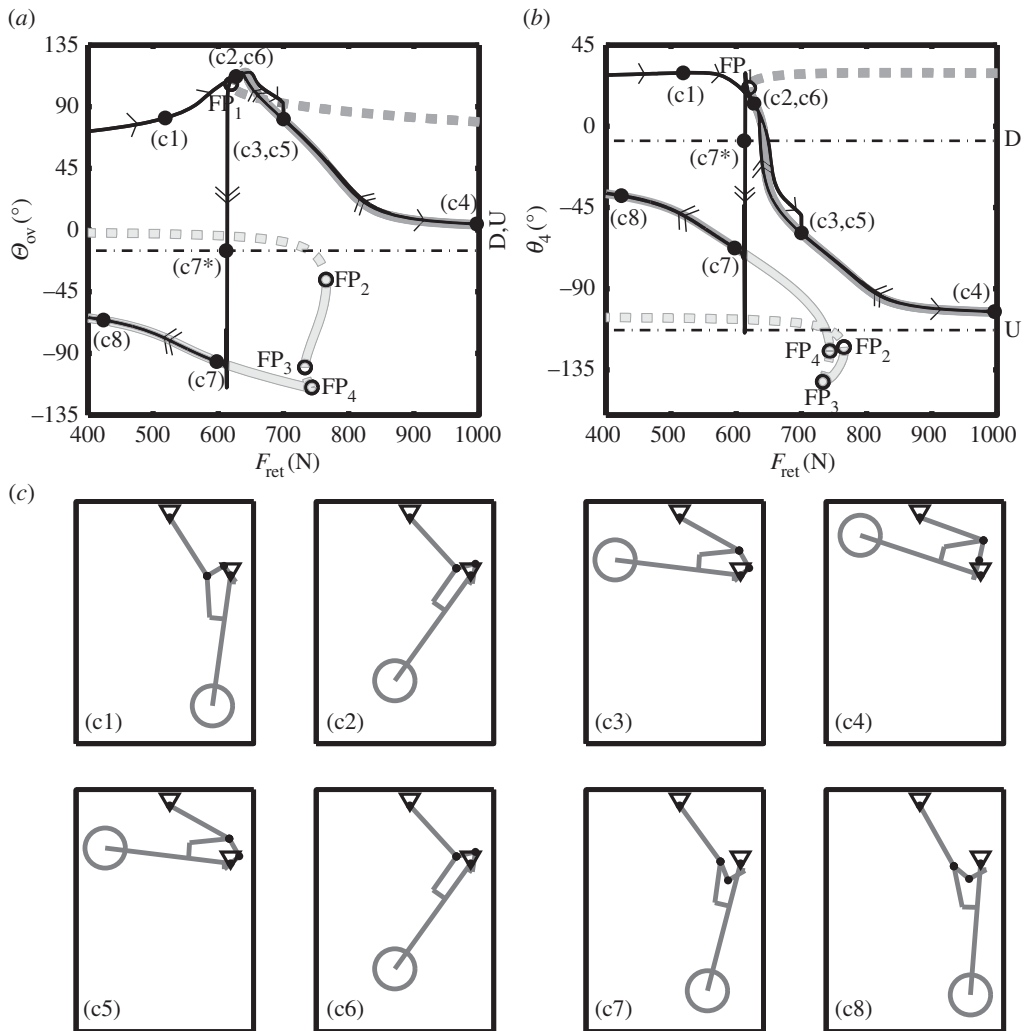 (a)
135
90
45
0
–45
–90
–135
Θov (°)
400 500 600 700 800 900 1000
Fret (N)
(c1)
(c2,c6)
FP1
(c3,c5)
(c4)
(c7*)
FP2
FP3
FP4
(c7)
(c8)
D, U
(b)
45
0
–45
–90
–135
θ4 (°)
400 500 600 700 800 900 1000
Fret (N)
(c1)
FP1
(c2,c6)
(c7*)
(c3,c5)
(c8)
(c7)
(c4)
FP4
FP2
FP3
D
U
(c)
(c1)
(c2)
(c3)
(c4)
(c5)
(c6)
(c7)
(c8)